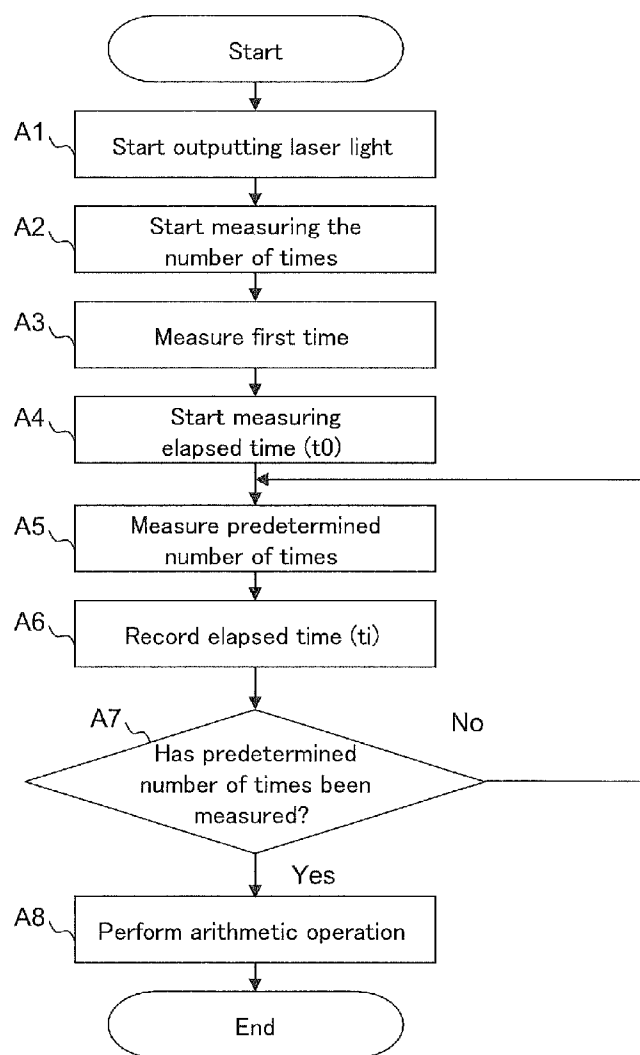 Start
A1
Start outputting laser light
A2
Start measuring the
number of times
A3
Measure first time
A4
Start measuring
elapsed time (t0)
A5
Measure predetermined
number of times
A6
Record elapsed time (ti)
A7
No
Has predetermined
number of times been
measured?
Yes
A8
Perform arithmetic operation
End